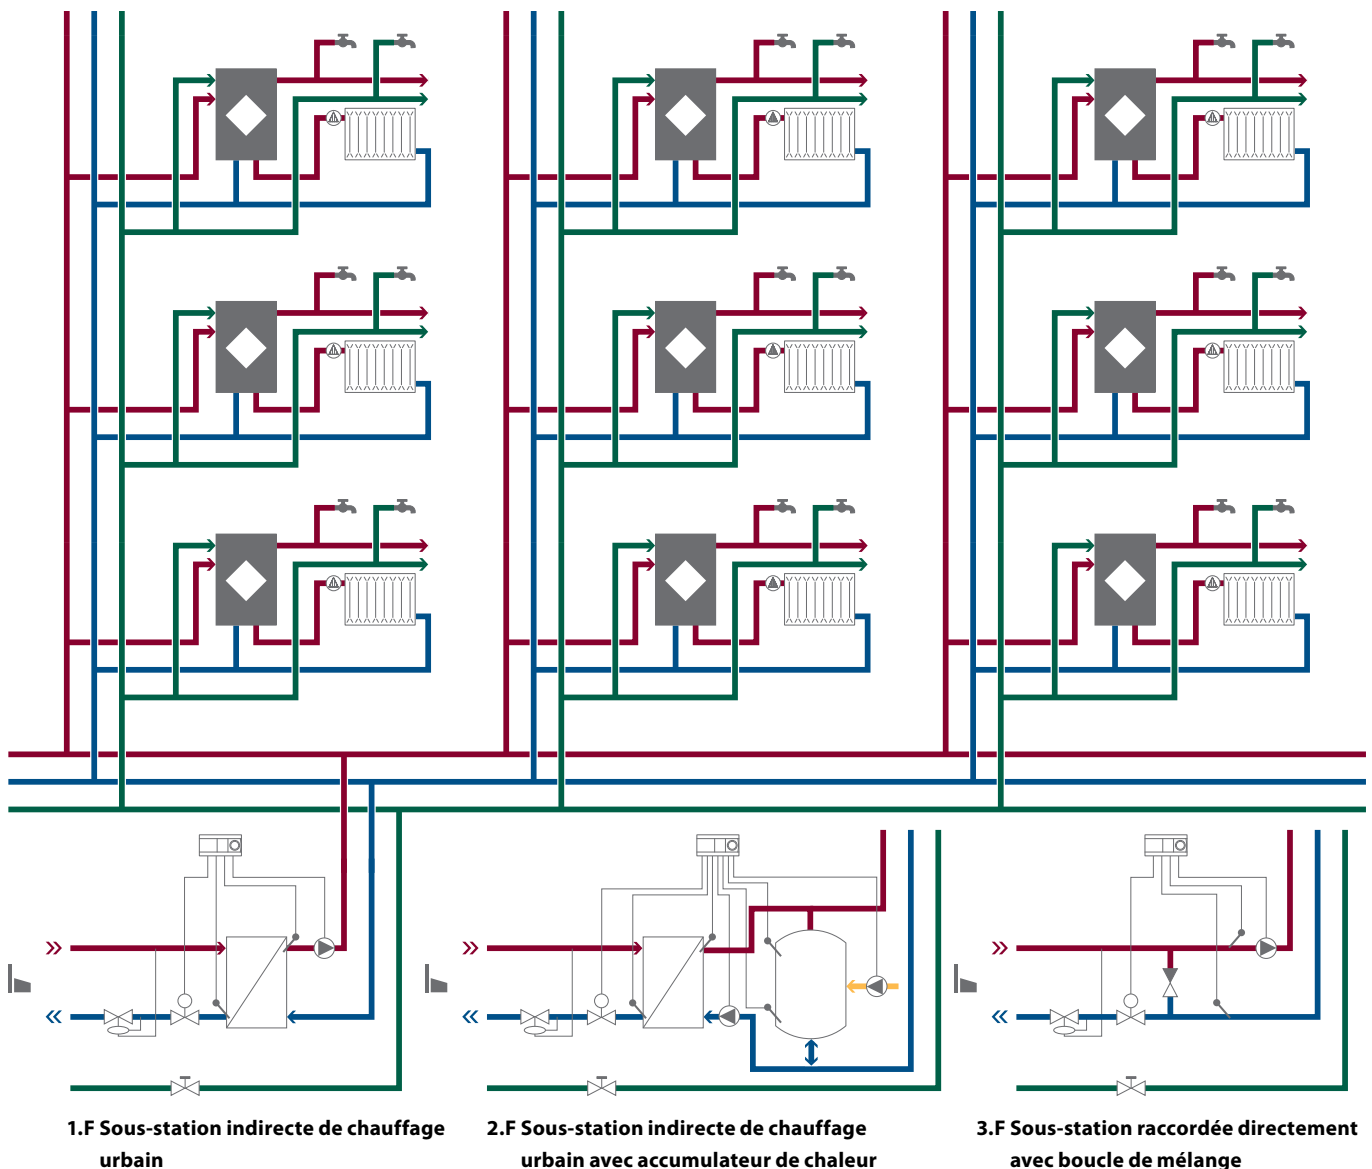 1.F Sous-station indirecte de chauffage
urbain
2.F Sous-station indirecte de chauffage
urbain avec accumulateur de chaleur
3.F Sous-station raccordée directement
avec boucle de mélange